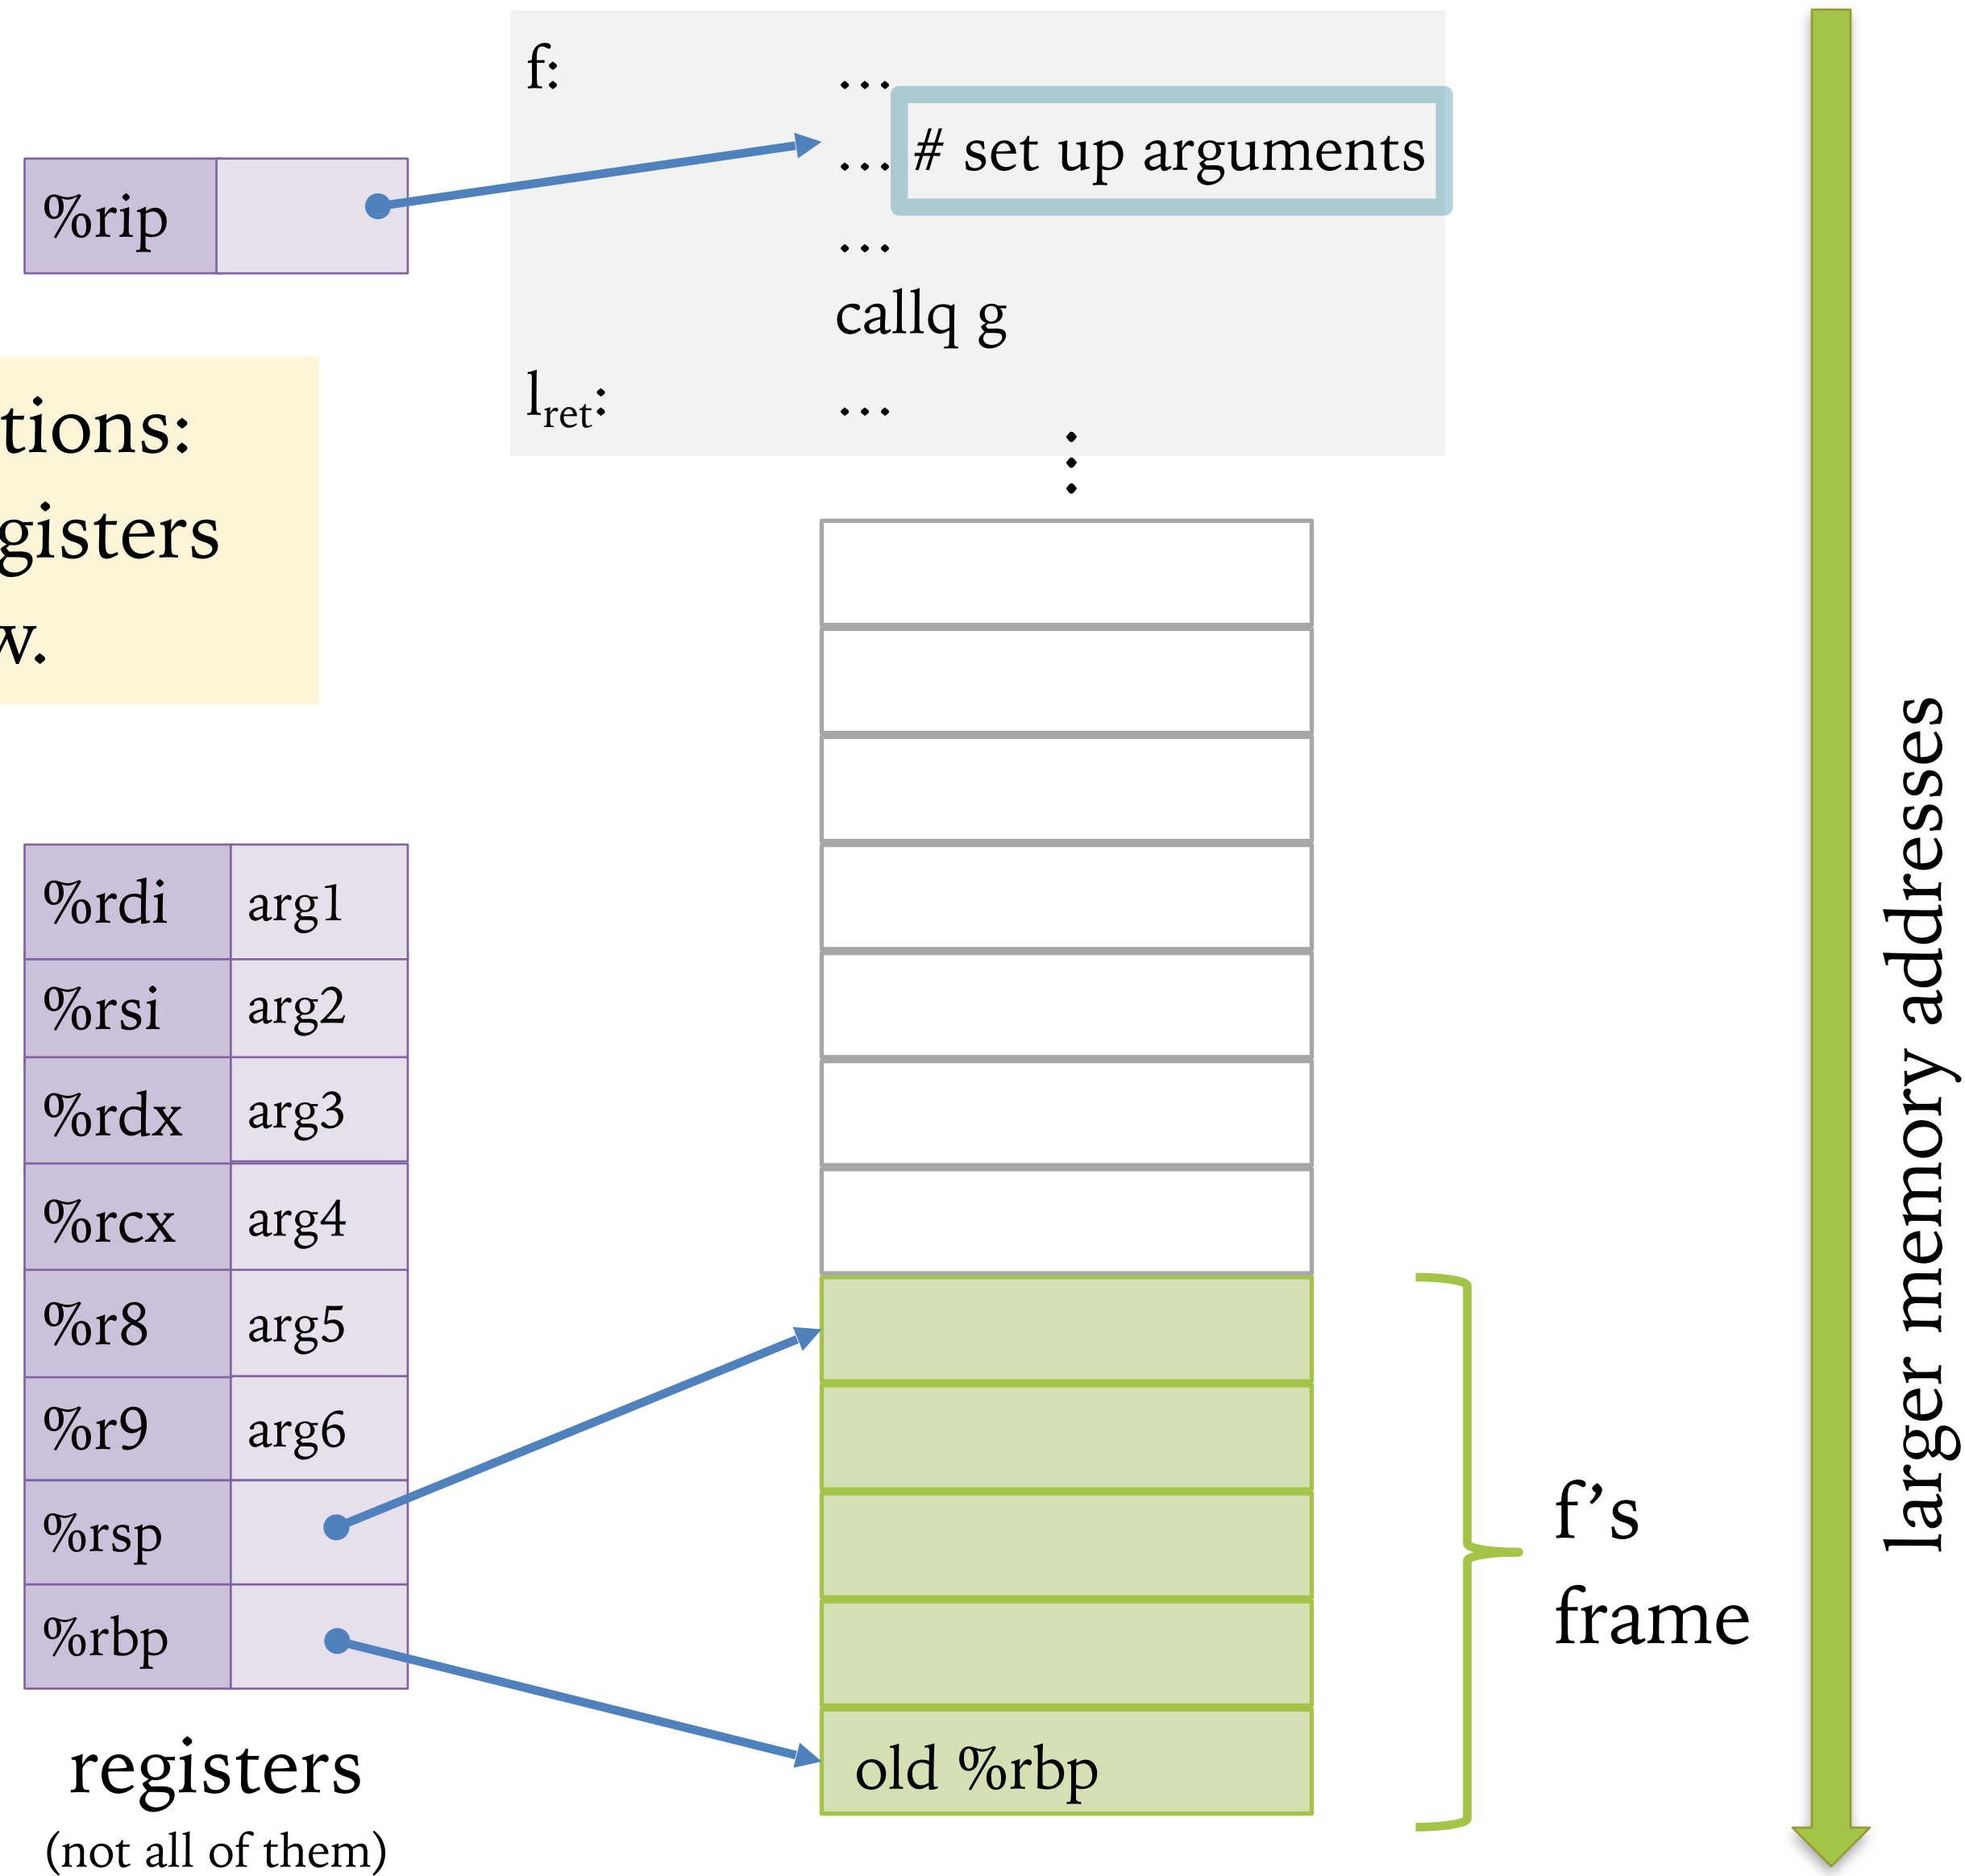 f: ...
... # set up arguments
...
callq g
l_ret: ...
⋮
%rip
tions:
gisters
w.
%rdi arg1
%rsi arg2
%rdx arg3
%rcx arg4
%r8 arg5
%r9 arg6
%rsp
%rbp
registers
(not all of them)
old %rbp
f's
frame
larger memory addresses